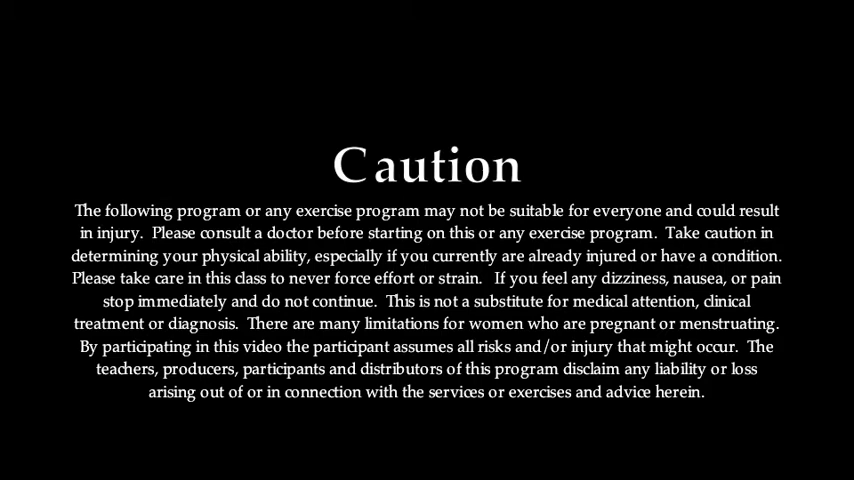 Caution
The following program or any exercise program may not be suitable for everyone and could result
in injury. Please consult a doctor before starting on this or any exercise program. Take caution in
determining your physical ability, especially if you currently are already injured or have a condition.
Please take care in this class to never force effort or strain. If you feel any dizziness, nausea, or pain
stop immediately and do not continue. This is not a substitute for medical attention, clinical
treatment or diagnosis. There are many limitations for women who are pregnant or menstruating.
By participating in this video the participant assumes all risks and/or injury that might occur. The
teachers, producers, participants and distributors of this program disclaim any liability or loss
arising out of or in connection with the services or exercises and advice herein.